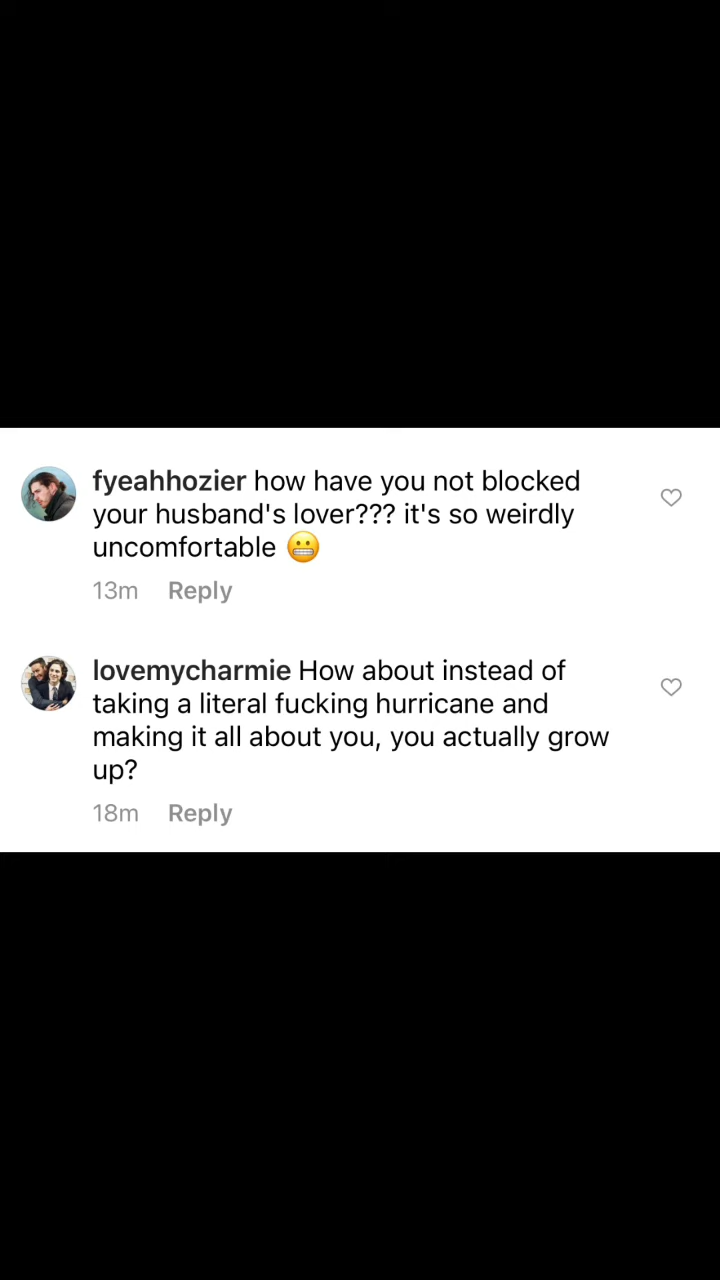 fyeahhozier how have you not blocked
your husband's lover??? it's so weirdly
uncomfortable 😬
13m Reply
lovemycharmie How about instead of
taking a literal fucking hurricane and
making it all about you, you actually grow
up?
18m Reply